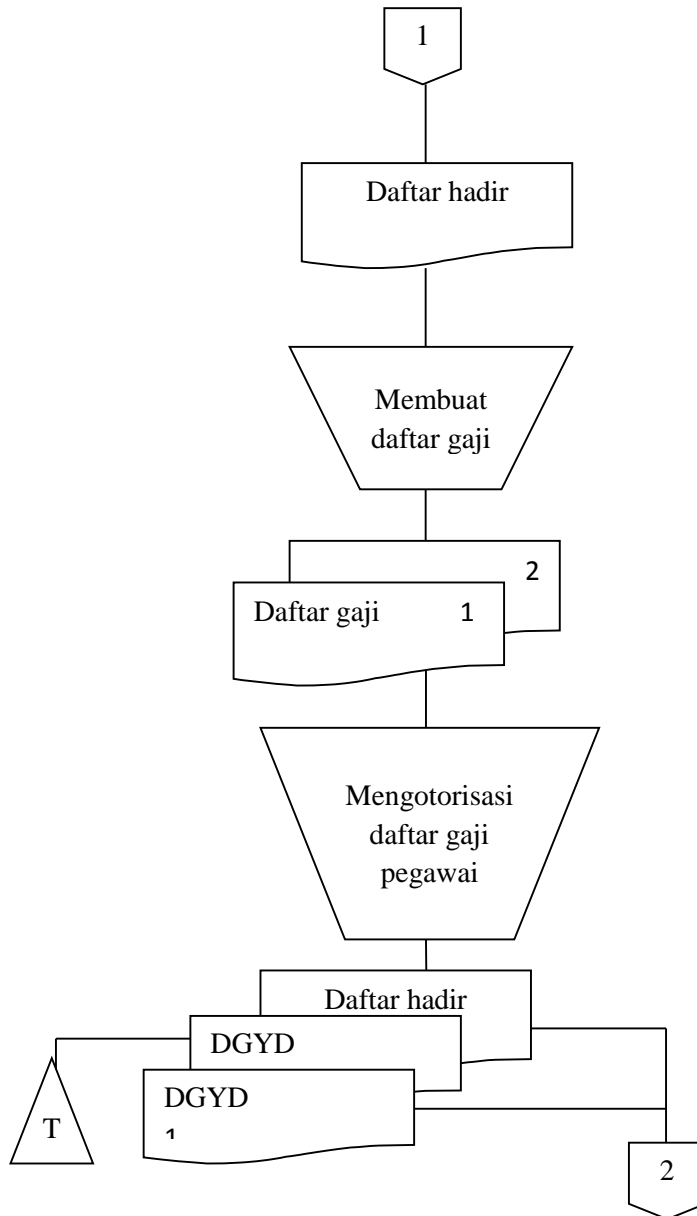 1
Daftar hadir
Membuat
daftar gaji
2
Daftar gaji 1
Mengotorisasi
daftar gaji
pegawai
Daftar hadir
DGYD
DGYD
1
T
2